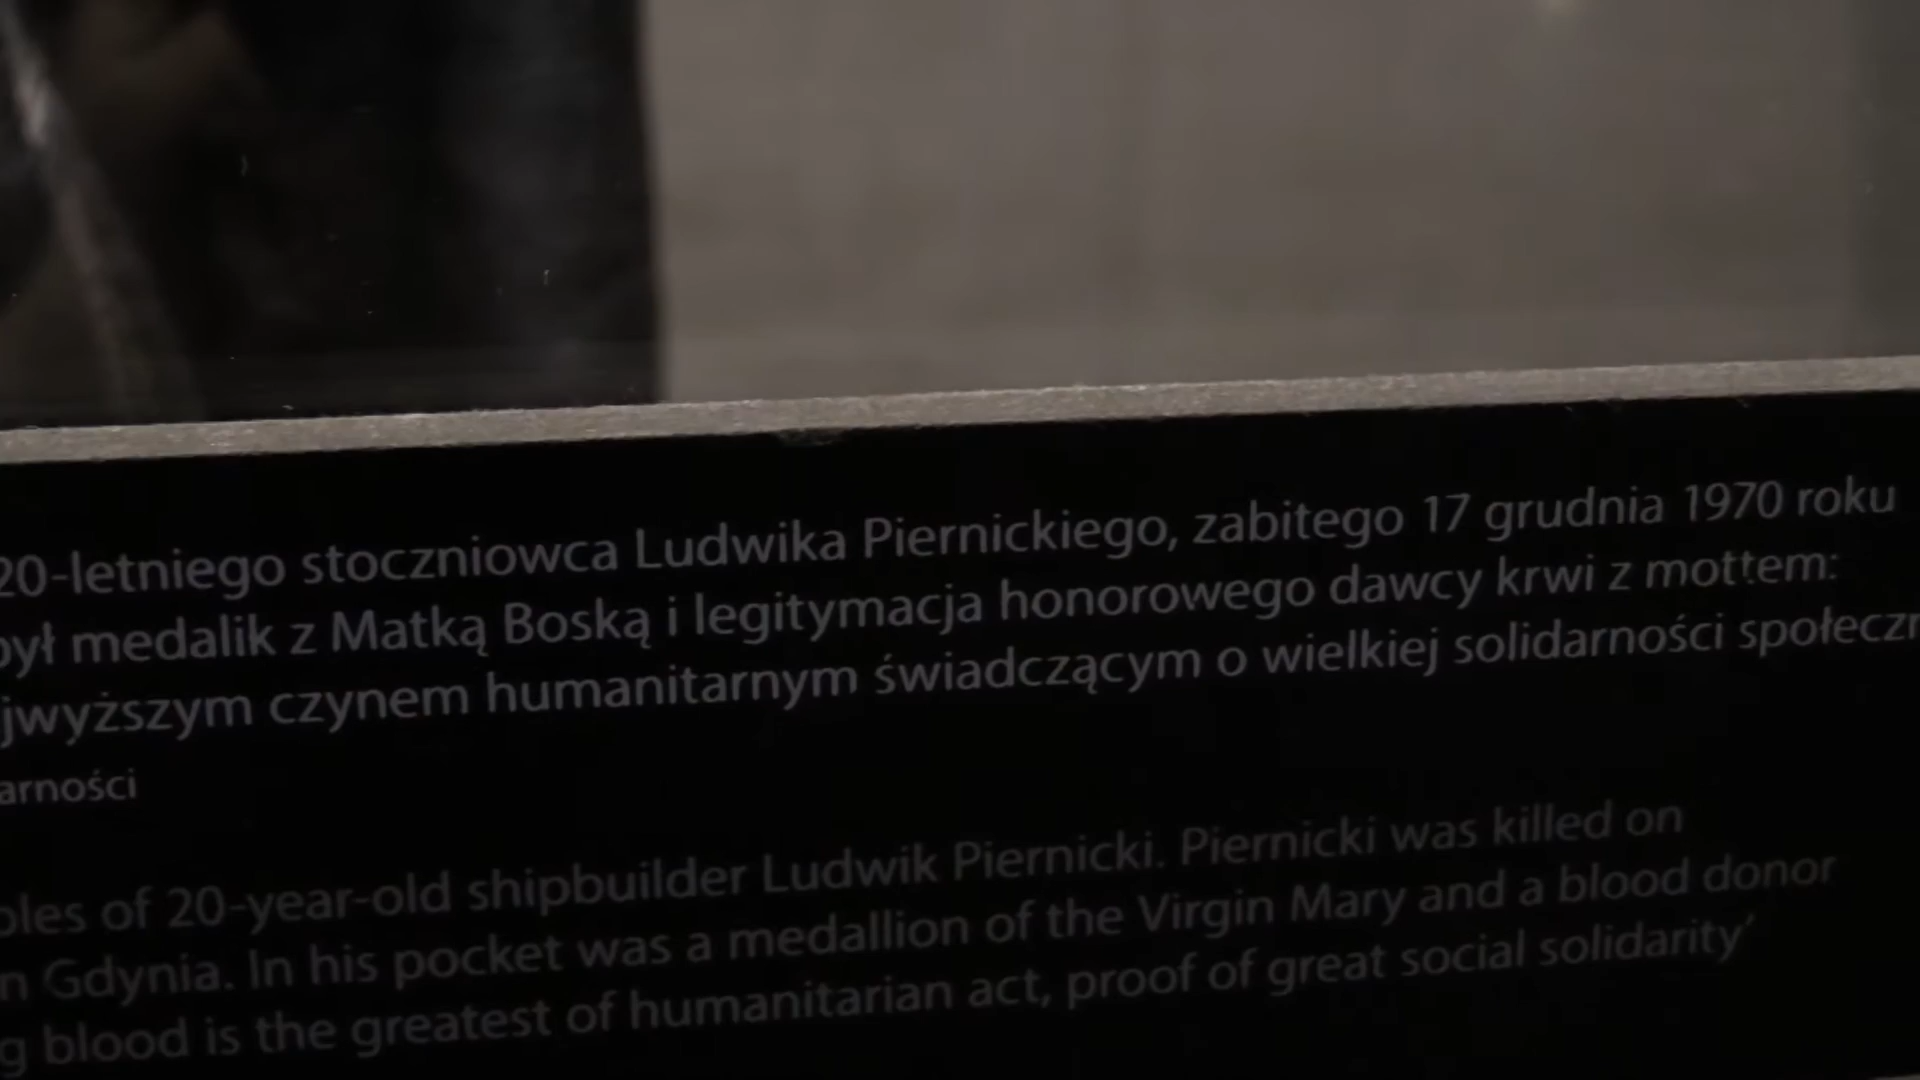 20-letniego stoczniowca Ludwika Piernickiego, zabitego 17 grudnia 1970 roku
był medalik z Matką Boską i legitymacja honorowego dawcy krwi z mottem:
jwyższym czynem humanitarnym świadczącym o wielkiej solidarności społeczn
arności
oles of 20-year-old shipbuilder Ludwik Piernicki. Piernicki was killed on
n Gdynia. In his pocket was a medallion of the Virgin Mary and a blood donor
g blood is the greatest of humanitarian act, proof of great social solidarity’